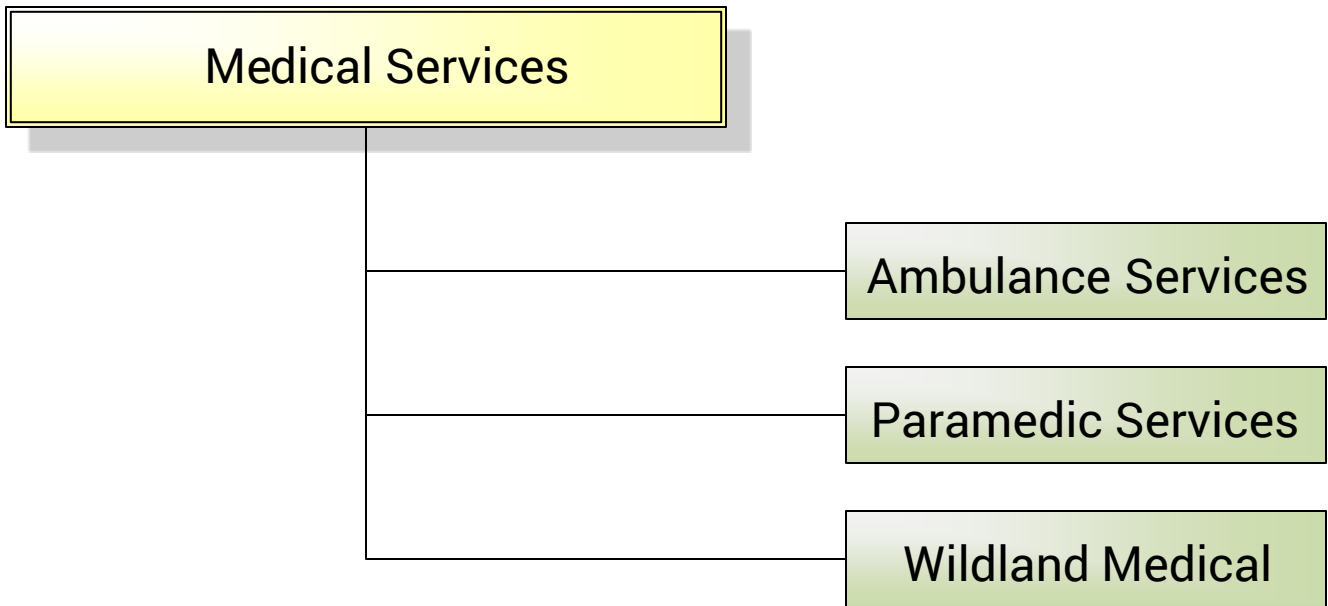 Medical Services
Ambulance Services
Paramedic Services
Wildland Medical